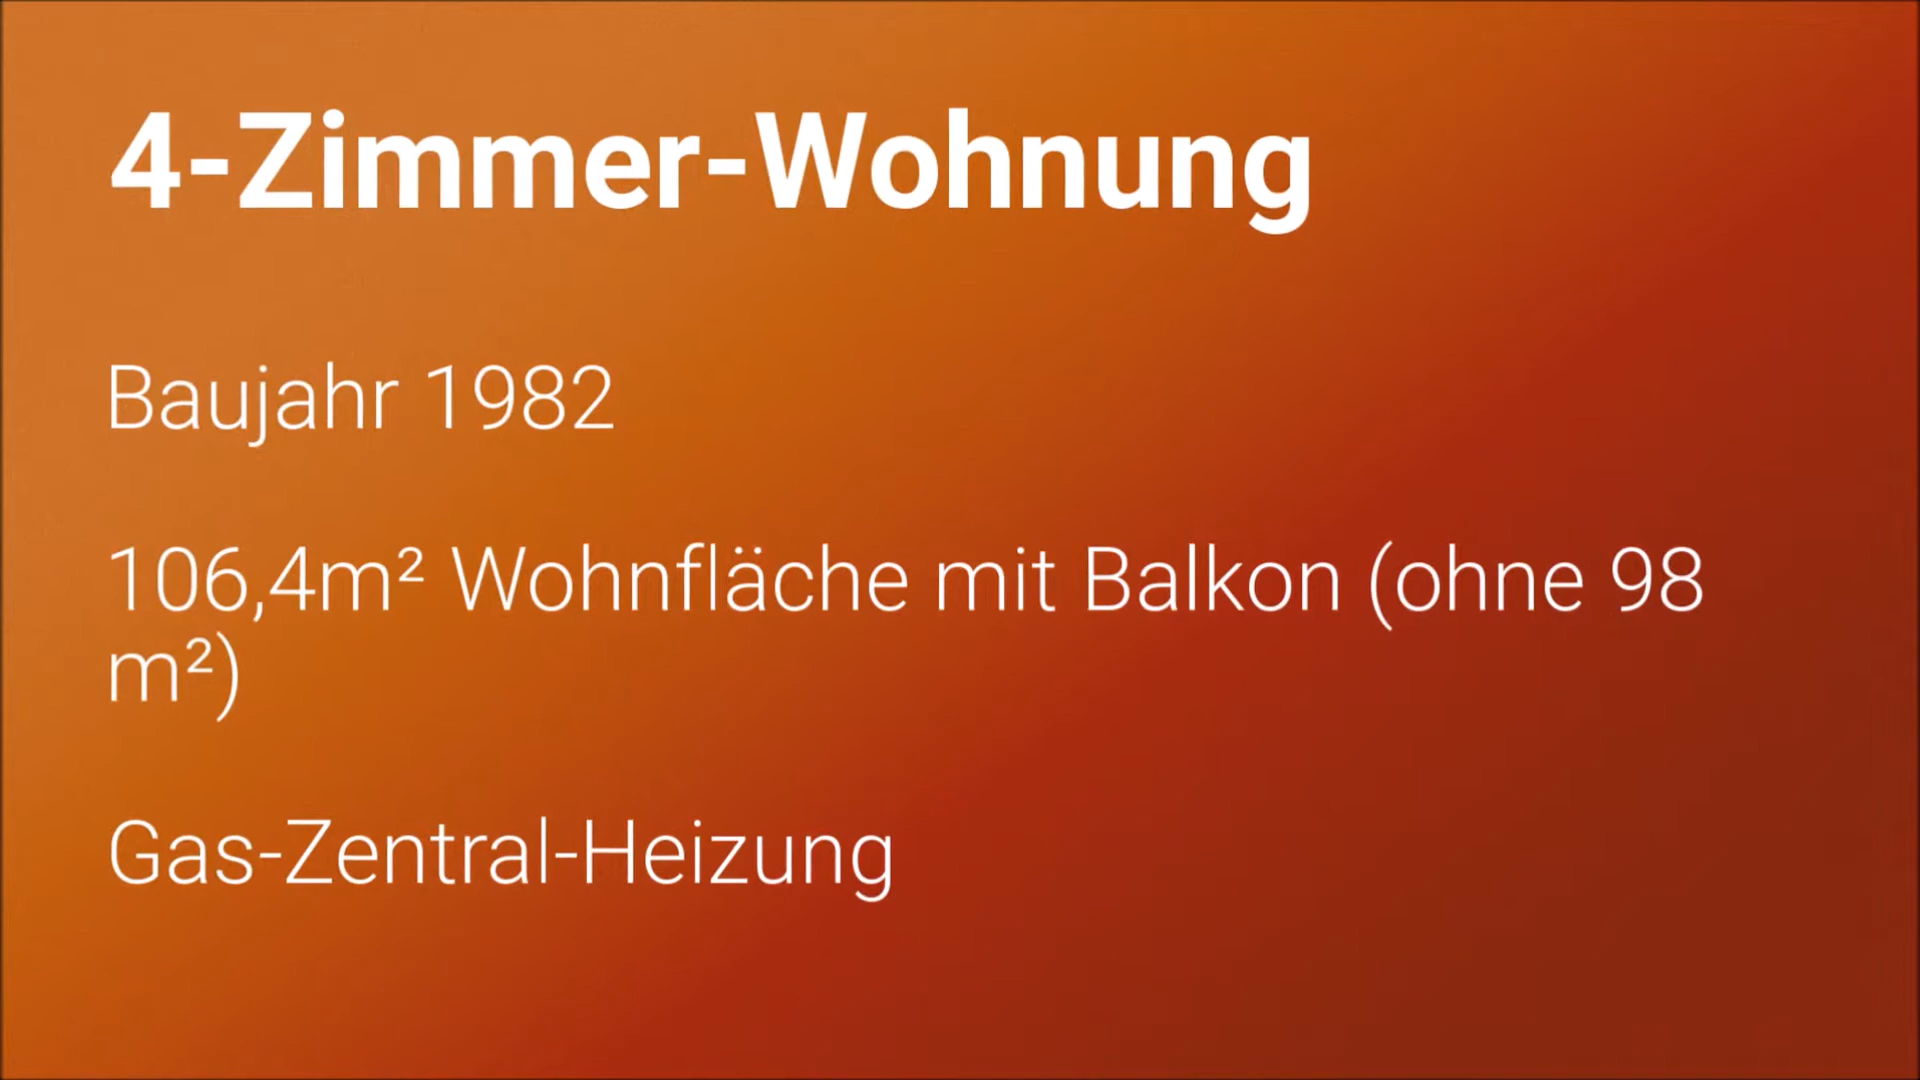 4-Zimmer-Wohnung
Baujahr 1982
106,4m² Wohnfläche mit Balkon (ohne 98
m²)
Gas-Zentral-Heizung